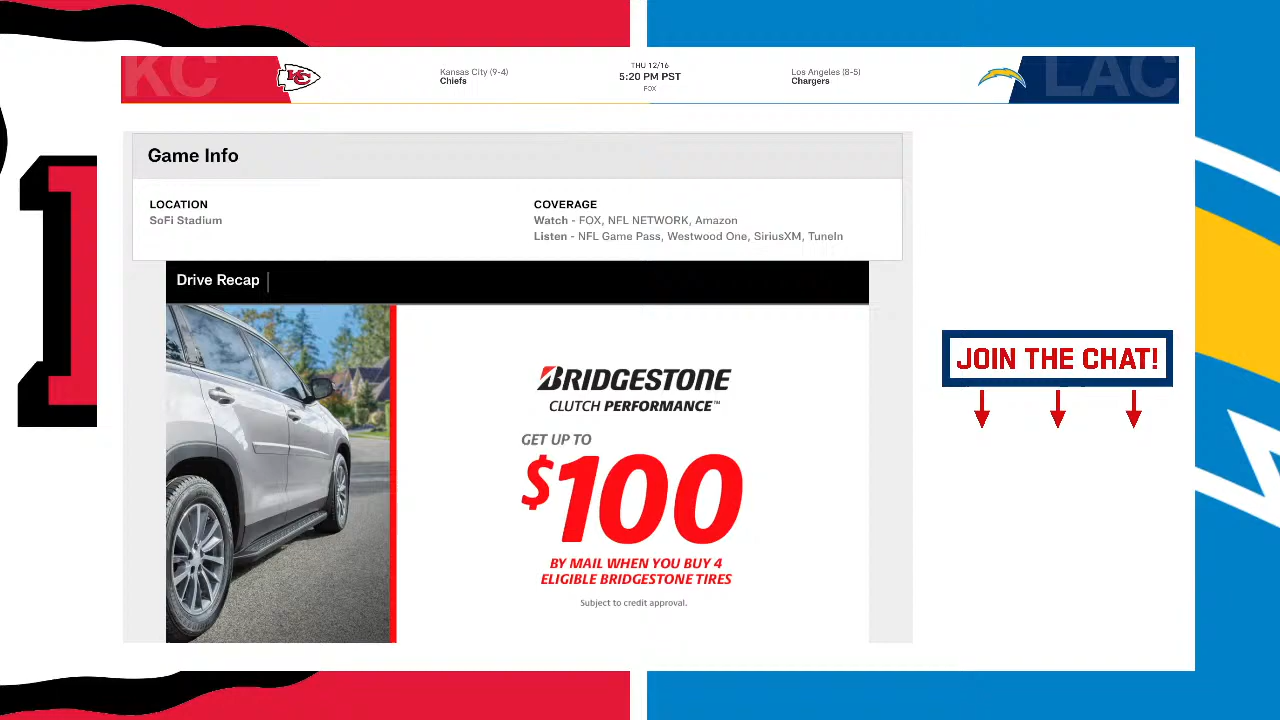 KC
KC
Kansas City (9-4)
Chiefs
THU 12/16
5:20 PM PST
FOX
Los Angeles (8-5)
Chargers
LAC
Game Info
LOCATION
SoFi Stadium
COVERAGE
Watch - FOX, NFL NETWORK, Amazon
Listen - NFL Game Pass, Westwood One, SiriusXM, TuneIn
Drive Recap
BRIDGESTONE
CLUTCH PERFORMANCE™
GET UP TO
$100
BY MAIL WHEN YOU BUY 4
ELIGIBLE BRIDGESTONE TIRES
Subject to credit approval.
JOIN THE CHAT!